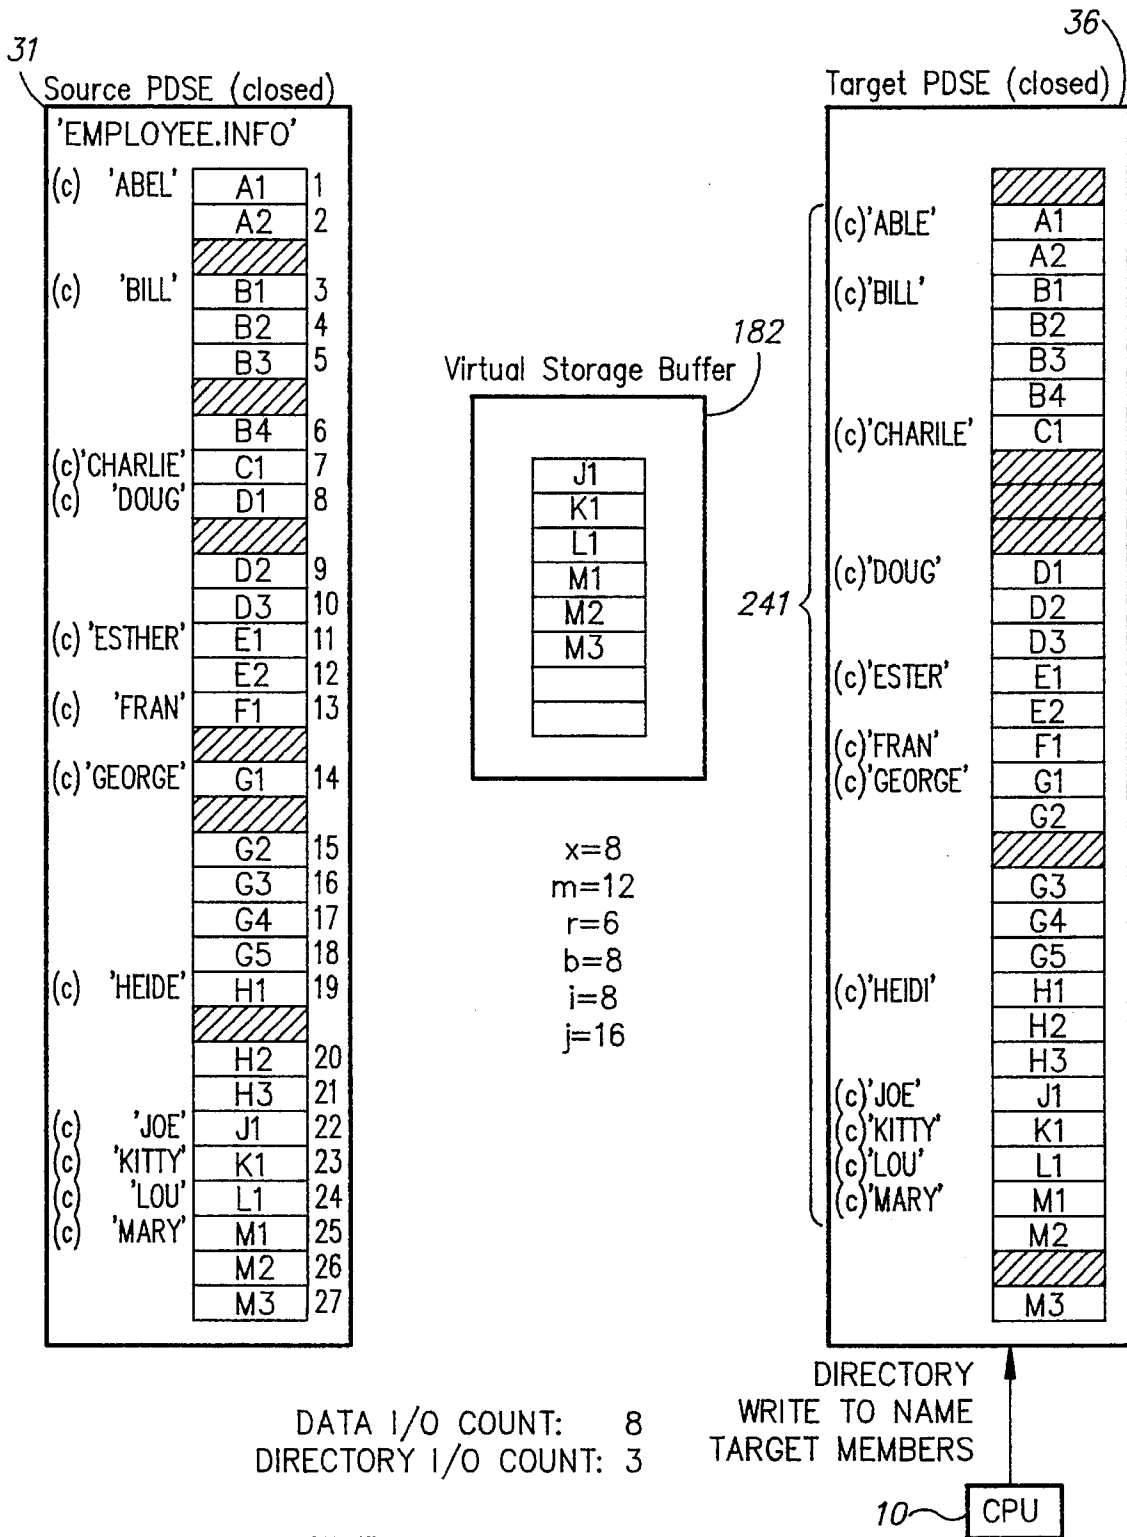 31
Source PDSE (closed)
'EMPLOYEE.INFO'
(c) 'ABEL' A1 1
A2 2
(c) 'BILL' B1 3
B2 4
B3 5
B4 6
(c) 'CHARLIE' C1 7
(c) 'DOUG' D1 8
D2 9
D3 10
(c) 'ESTHER' E1 11
E2 12
(c) 'FRAN' F1 13
(c) 'GEORGE' G1 14
G2 15
G3 16
G4 17
G5 18
(c) 'HEIDE' H1 19
H2 20
H3 21
(c) 'JOE' J1 22
(c) 'KITTY' K1 23
(c) 'LOU' L1 24
(c) 'MARY' M1 25
M2 26
M3 27
182
Virtual Storage Buffer
J1
K1
L1
M1
M2
M3
x=8
m=12
r=6
b=8
i=8
j=16
36
Target PDSE (closed)
241
(c) 'ABLE' A1
A2
(c) 'BILL' B1
B2
B3
B4
(c) 'CHARILE' C1
(c) 'DOUG' D1
D2
D3
(c) 'ESTER' E1
E2
(c) 'FRAN' F1
(c) 'GEORGE' G1
G2
G3
G4
G5
(c) 'HEIDI' H1
H2
H3
(c) 'JOE' J1
(c) 'KITTY' K1
(c) 'LOU' L1
(c) 'MARY' M1
M2
M3
DATA I/O COUNT: 8
DIRECTORY I/O COUNT: 3
DIRECTORY
WRITE TO NAME
TARGET MEMBERS
10 CPU